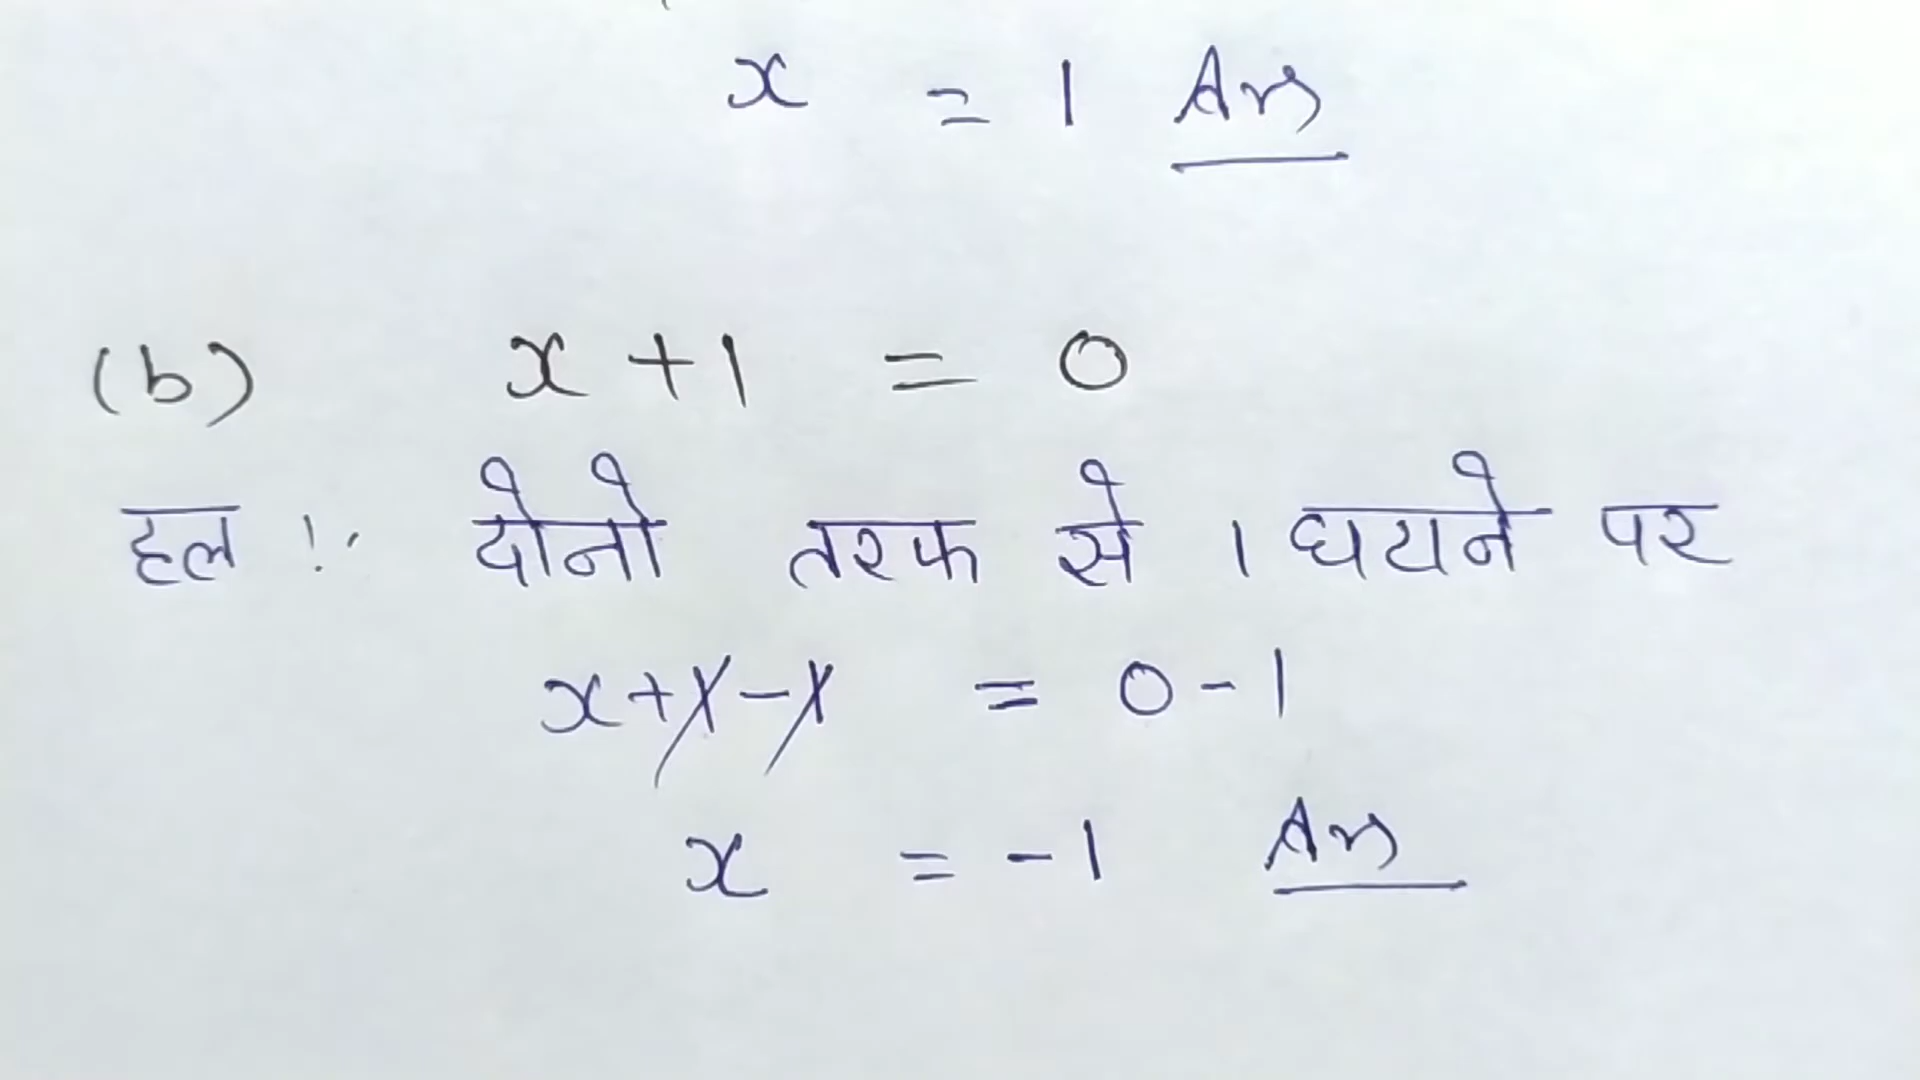 x = 1 Ans
(b) x + 1 = 0
हल :- दोनो तरफ से 1 घटाने पर
x + 1 - 1 = 0 - 1
x = -1 Ans